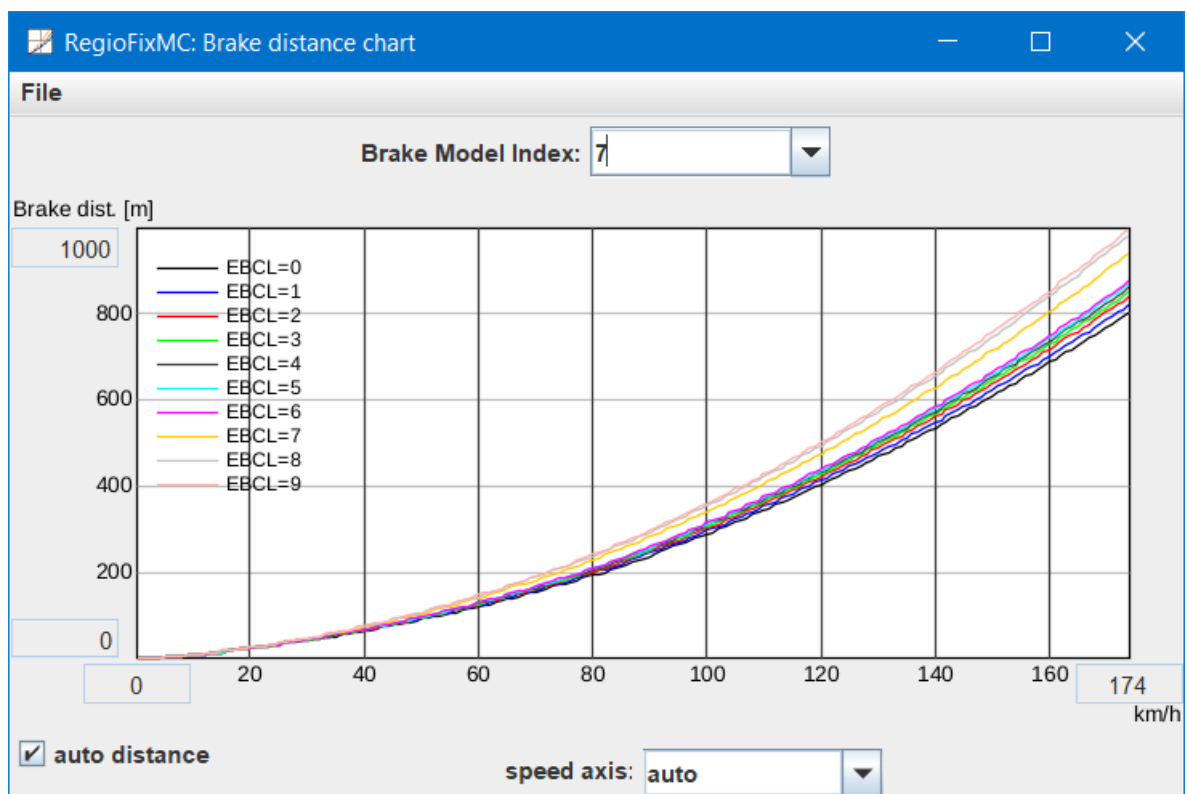 RegioFixMC: Brake distance chart
File
Brake Model Index: 7
Brake dist. [m]
1000
800
600
400
200
0
EBCL=0
EBCL=1
EBCL=2
EBCL=3
EBCL=4
EBCL=5
EBCL=6
EBCL=7
EBCL=8
EBCL=9
0 20 40 60 80 100 120 140 160 174
km/h
auto distance
speed axis: auto